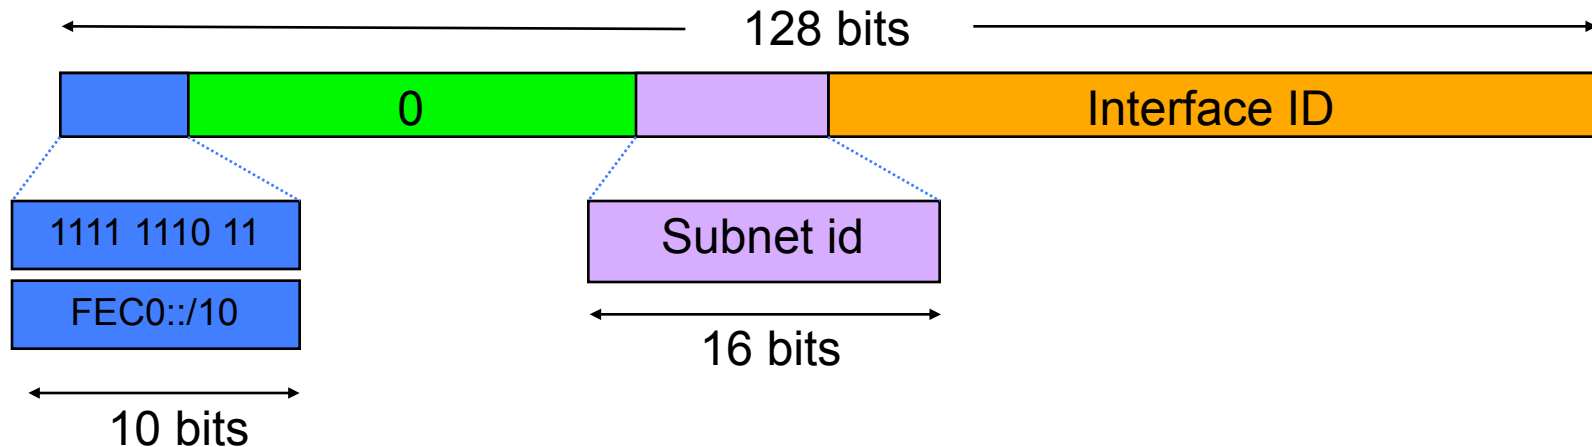 128 bits
0
Interface ID
1111 1110 11
Subnet id
FEC0::/10
16 bits
10 bits